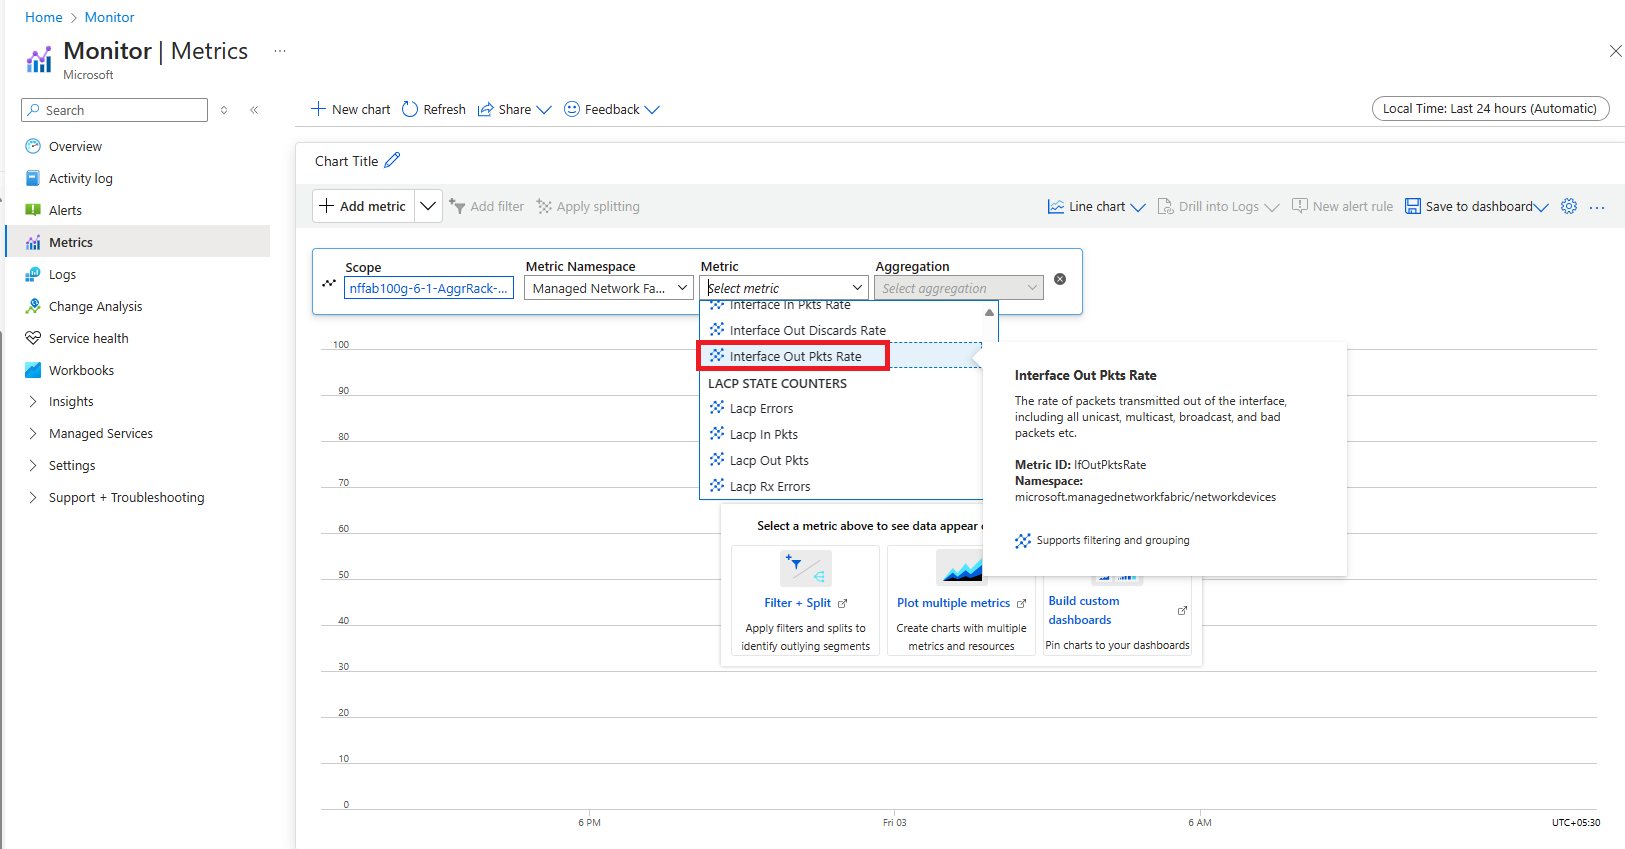 Home > Monitor
Monitor | Metrics ...
Microsoft
Search
Overview
Activity log
Alerts
Metrics
Logs
Change Analysis
Service health
Workbooks
Insights
Managed Services
Settings
Support + Troubleshooting
New chart Refresh Share Feedback
Local Time: Last 24 hours (Automatic)
Chart Title
Add metric Add filter Apply splitting
Line chart Drill into Logs New alert rule Save to dashboard ...
Scope Metric Namespace Metric Aggregation
nffab100g-6-1-AggrRack-... Managed Network Fa... Select metric Select aggregation
Interface In Pkts Rate
Interface Out Discards Rate
Interface Out Pkts Rate
LACP STATE COUNTERS
Lacp Errors
Lacp In Pkts
Lacp Out Pkts
Lacp Rx Errors
Interface Out Pkts Rate
The rate of packets transmitted out of the interface,
including all unicast, multicast, broadcast, and bad
packets etc.
Metric ID: IfOutPktsRate
Namespace:
microsoft.managednetworkfabric/networkdevices
Supports filtering and grouping
Select a metric above to see data appear
Filter + Split
Apply filters and splits to
identify outlying segments
Plot multiple metrics
Create charts with multiple
metrics and resources
Build custom
dashboards
Pin charts to your dashboards
100
90
80
70
60
50
40
30
20
10
0
6 PM Fri 03 6 AM UTC+05:30